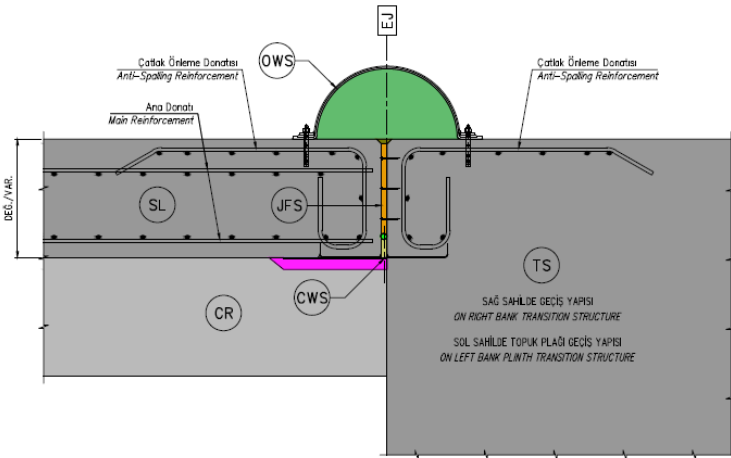 EJ
OWS
Çatlak Önleme Donatısı
Anti-Spalling Reinforcement
Çatlak Önleme Donatısı
Anti-Spalling Reinforcement
Ana Donatı
Main Reinforcement
DEĞ./VAR.
SL
JFS
TS
CWS
CR
SAĞ SAHİLDE GEÇİŞ YAPISI
ON RIGHT BANK TRANSITION STRUCTURE
SOL SAHİLDE TOPUK PLAĞI GEÇİŞ YAPISI
ON LEFT BANK PLINTH TRANSITION STRUCTURE